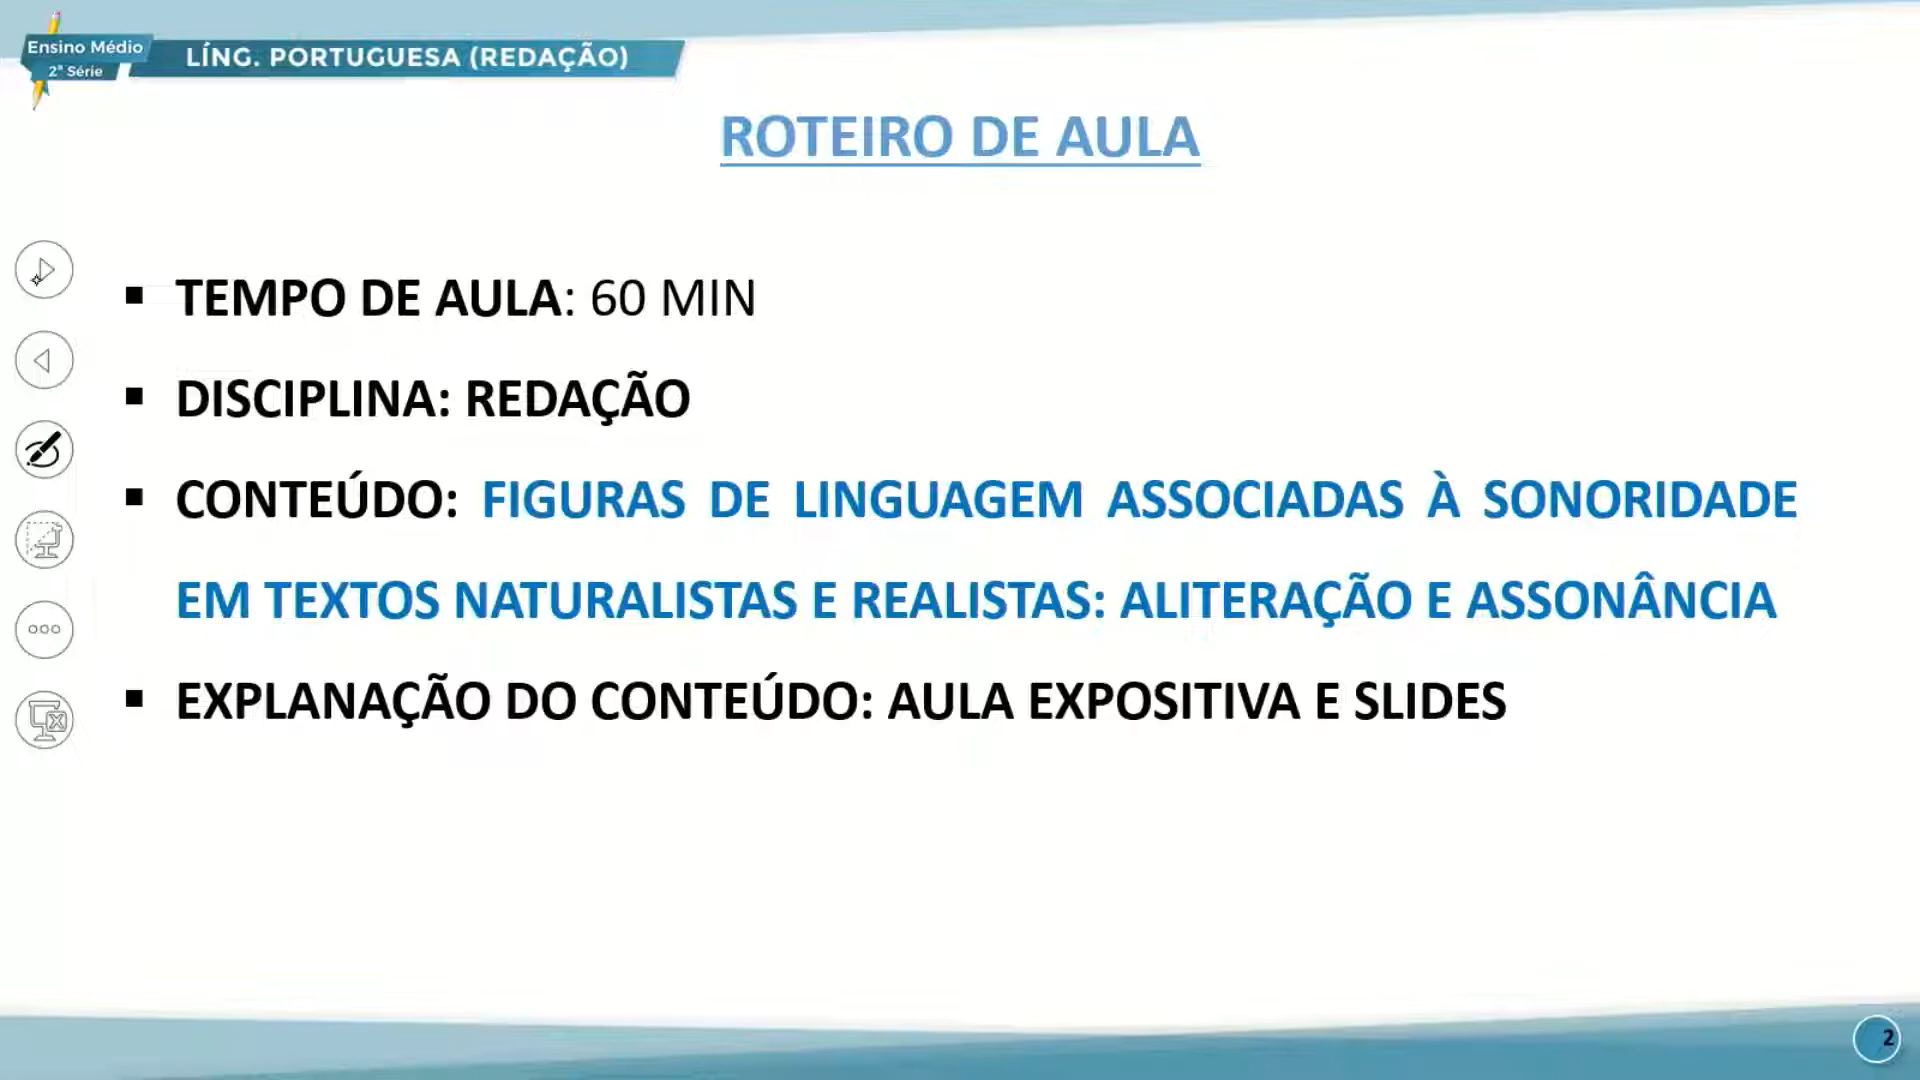 Ensino Médio
2ª Série
LÍNG. PORTUGUESA (REDAÇÃO)
ROTEIRO DE AULA
▪ TEMPO DE AULA: 60 MIN
▪ DISCIPLINA: REDAÇÃO
▪ CONTEÚDO: FIGURAS DE LINGUAGEM ASSOCIADAS À SONORIDADE
EM TEXTOS NATURALISTAS E REALISTAS: ALITERAÇÃO E ASSONÂNCIA
▪ EXPLANAÇÃO DO CONTEÚDO: AULA EXPOSITIVA E SLIDES
2